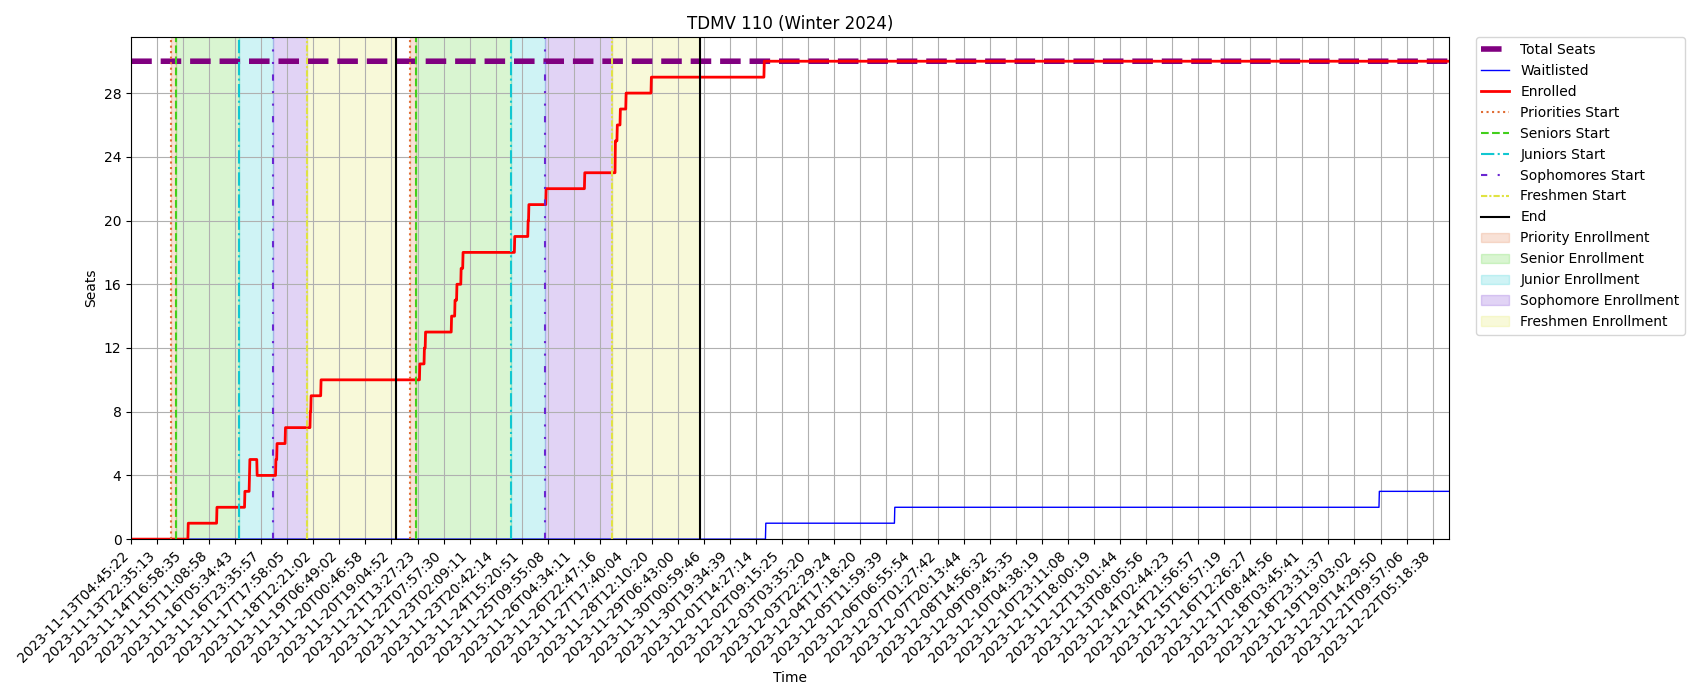 TDMV 110 (Winter 2024)
Total Seats
Waitlisted
Enrolled
Priorities Start
Seniors Start
Juniors Start
Sophomores Start
Freshmen Start
End
Priority Enrollment
Senior Enrollment
Junior Enrollment
Sophomore Enrollment
Freshmen Enrollment
Seats
28
24
20
16
12
8
4
0
2023-11-13T04:45:22
2023-11-13T22:35:13
2023-11-14T16:58:35
2023-11-15T11:08:58
2023-11-16T05:34:43
2023-11-16T23:35:57
2023-11-17T17:58:05
2023-11-18T12:21:02
2023-11-19T06:49:02
2023-11-20T00:46:58
2023-11-20T19:04:52
2023-11-21T13:27:23
2023-11-22T07:57:30
2023-11-23T02:09:11
2023-11-23T20:42:14
2023-11-24T15:20:51
2023-11-25T09:55:08
2023-11-26T04:34:11
2023-11-26T22:47:16
2023-11-27T17:40:04
2023-11-28T12:10:20
2023-11-29T06:43:00
2023-11-30T00:59:46
2023-11-30T19:34:39
2023-12-01T14:27:14
2023-12-02T09:15:25
2023-12-03T03:35:20
2023-12-03T22:29:24
2023-12-04T17:18:20
2023-12-05T11:59:39
2023-12-06T06:55:54
2023-12-07T01:27:42
2023-12-07T20:13:44
2023-12-08T14:56:32
2023-12-09T09:45:35
2023-12-10T04:38:19
2023-12-10T23:11:08
2023-12-11T18:00:19
2023-12-12T13:01:44
2023-12-13T08:05:56
2023-12-14T02:44:23
2023-12-14T21:56:57
2023-12-15T16:57:19
2023-12-16T12:26:27
2023-12-17T08:44:56
2023-12-18T03:45:41
2023-12-18T23:31:37
2023-12-19T19:03:02
2023-12-20T14:29:50
2023-12-21T09:57:06
2023-12-22T05:18:38
Time